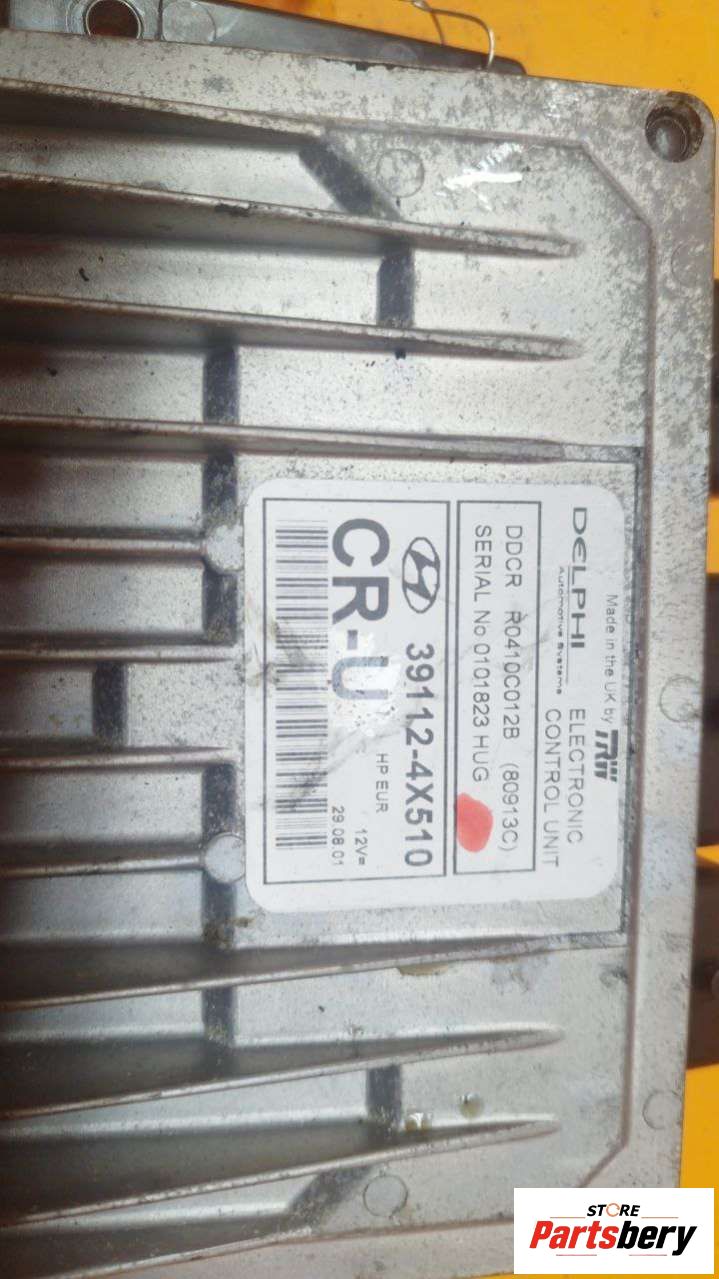 Made in the UK by TRW
DELPHI
Automotive Systems
ELECTRONIC
CONTROL UNIT
DDCR R0410C012B (80913C)
SERIAL No 0101823 HUG
39112-4X510
CR-U
HP EUR
12V=
29.08.01
STORE
Partsbery